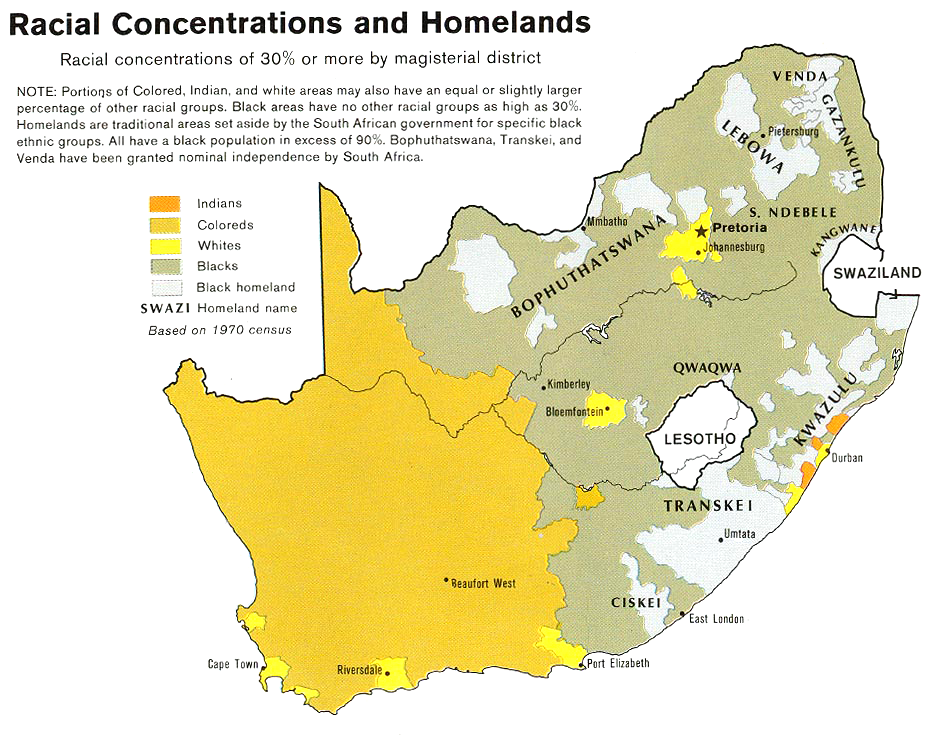 Racial Concentrations and Homelands
Racial concentrations of 30% or more by magisterial district
NOTE: Portions of Colored, Indian, and white areas may also have an equal or slightly larger
percentage of other racial groups. Black areas have no other racial groups as high as 30%.
Homelands are traditional areas set aside by the South African government for specific black
ethnic groups. All have a black population in excess of 90%. Bophuthatswana, Transkei, and
Venda have been granted nominal independence by South Africa.
Indians
Coloreds
Whites
Blacks
Black homeland
SWAZI Homeland name
Based on 1970 census
VENDA
GAZANKULU
LEBOWA
Pietersburg
S. NDEBELE
Mmbatho
Pretoria
Johannesburg
KANGWANE
BOPHUTHATSWANA
SWAZILAND
QWAQWA
Kimberley
Bloemfontein
KWAZULU
LESOTHO
Durban
TRANSKEI
Umtata
Beaufort West
CISKEI
East London
Cape Town
Riversdale
Port Elizabeth